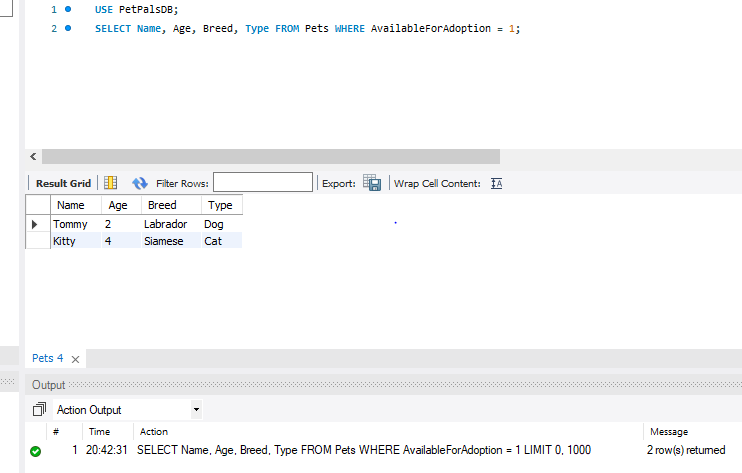 1 USE PetPalsDB;
2 SELECT Name, Age, Breed, Type FROM Pets WHERE AvailableForAdoption = 1;
Result Grid Filter Rows: Export: Wrap Cell Content:
Name Age Breed Type
Tommy 2 Labrador Dog
Kitty 4 Siamese Cat
Pets 4
Output
Action Output
# Time Action Message
1 20:42:31 SELECT Name, Age, Breed, Type FROM Pets WHERE AvailableForAdoption = 1 LIMIT 0, 1000 2 row(s) returned